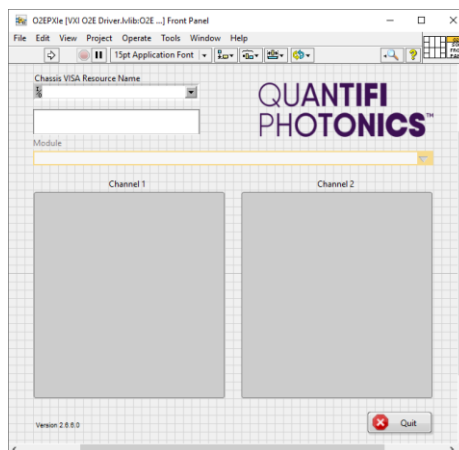 O2EPXIe [VXI O2E Driver.lvlib:O2E ...] Front Panel
File Edit View Project Operate Tools Window Help
15pt Application Font
Chassis VISA Resource Name
QUANTIFI
PHOTONICS™
Module
Channel 1 Channel 2
Version 2.6.6.0
Quit